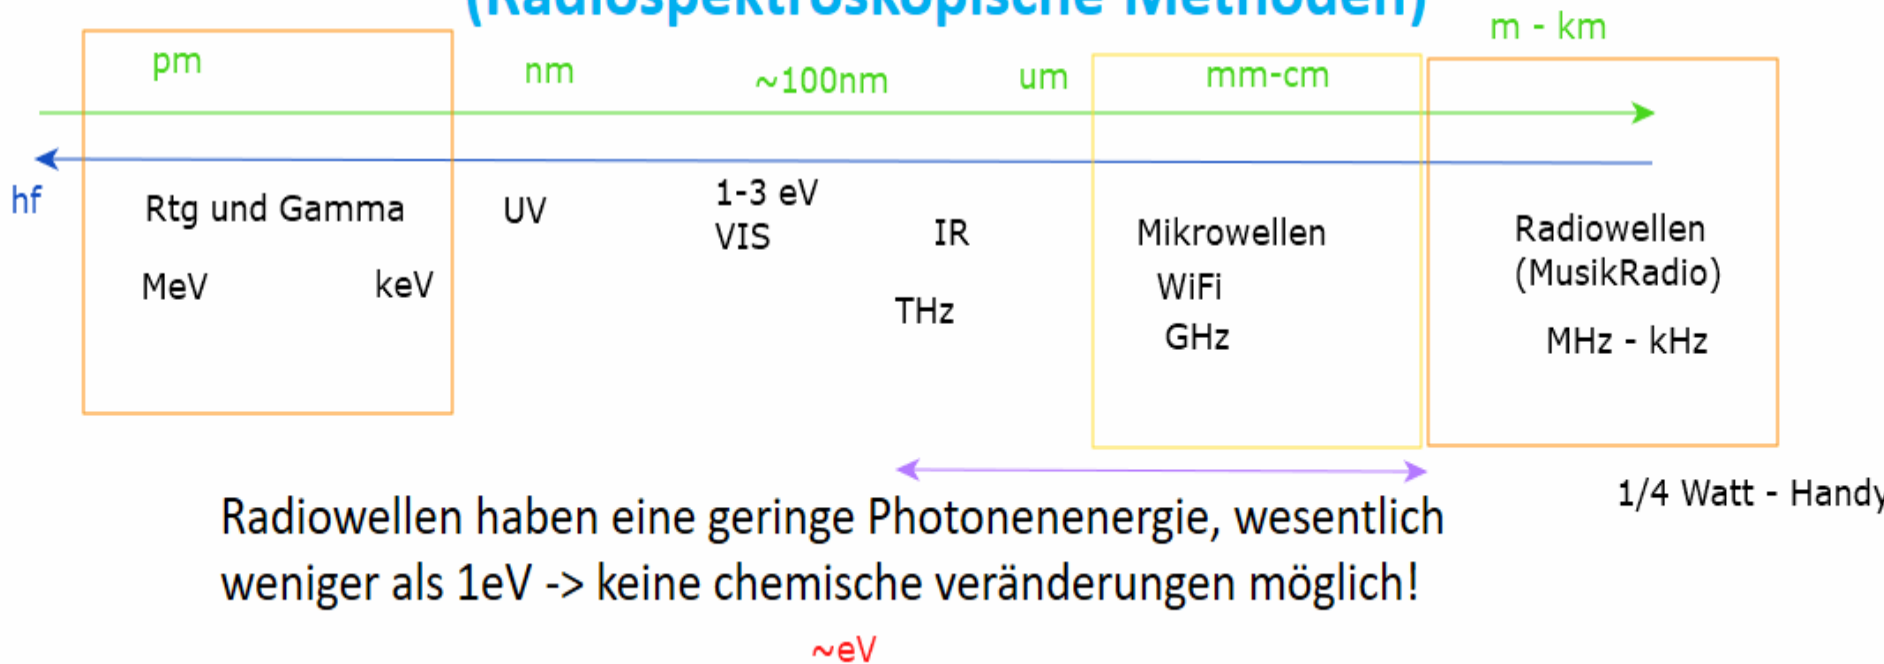 (Radiospektroskopische Methoden)
m - km
pm
nm
~100nm
um
mm-cm
hf
Rtg und Gamma
UV
1-3 eV
VIS
IR
Mikrowellen
Radiowellen
(MusikRadio)
MeV
keV
THz
WiFi
GHz
MHz - kHz
1/4 Watt - Handy
Radiowellen haben eine geringe Photonenenergie, wesentlich
weniger als 1eV -> keine chemische veränderungen möglich!
~eV